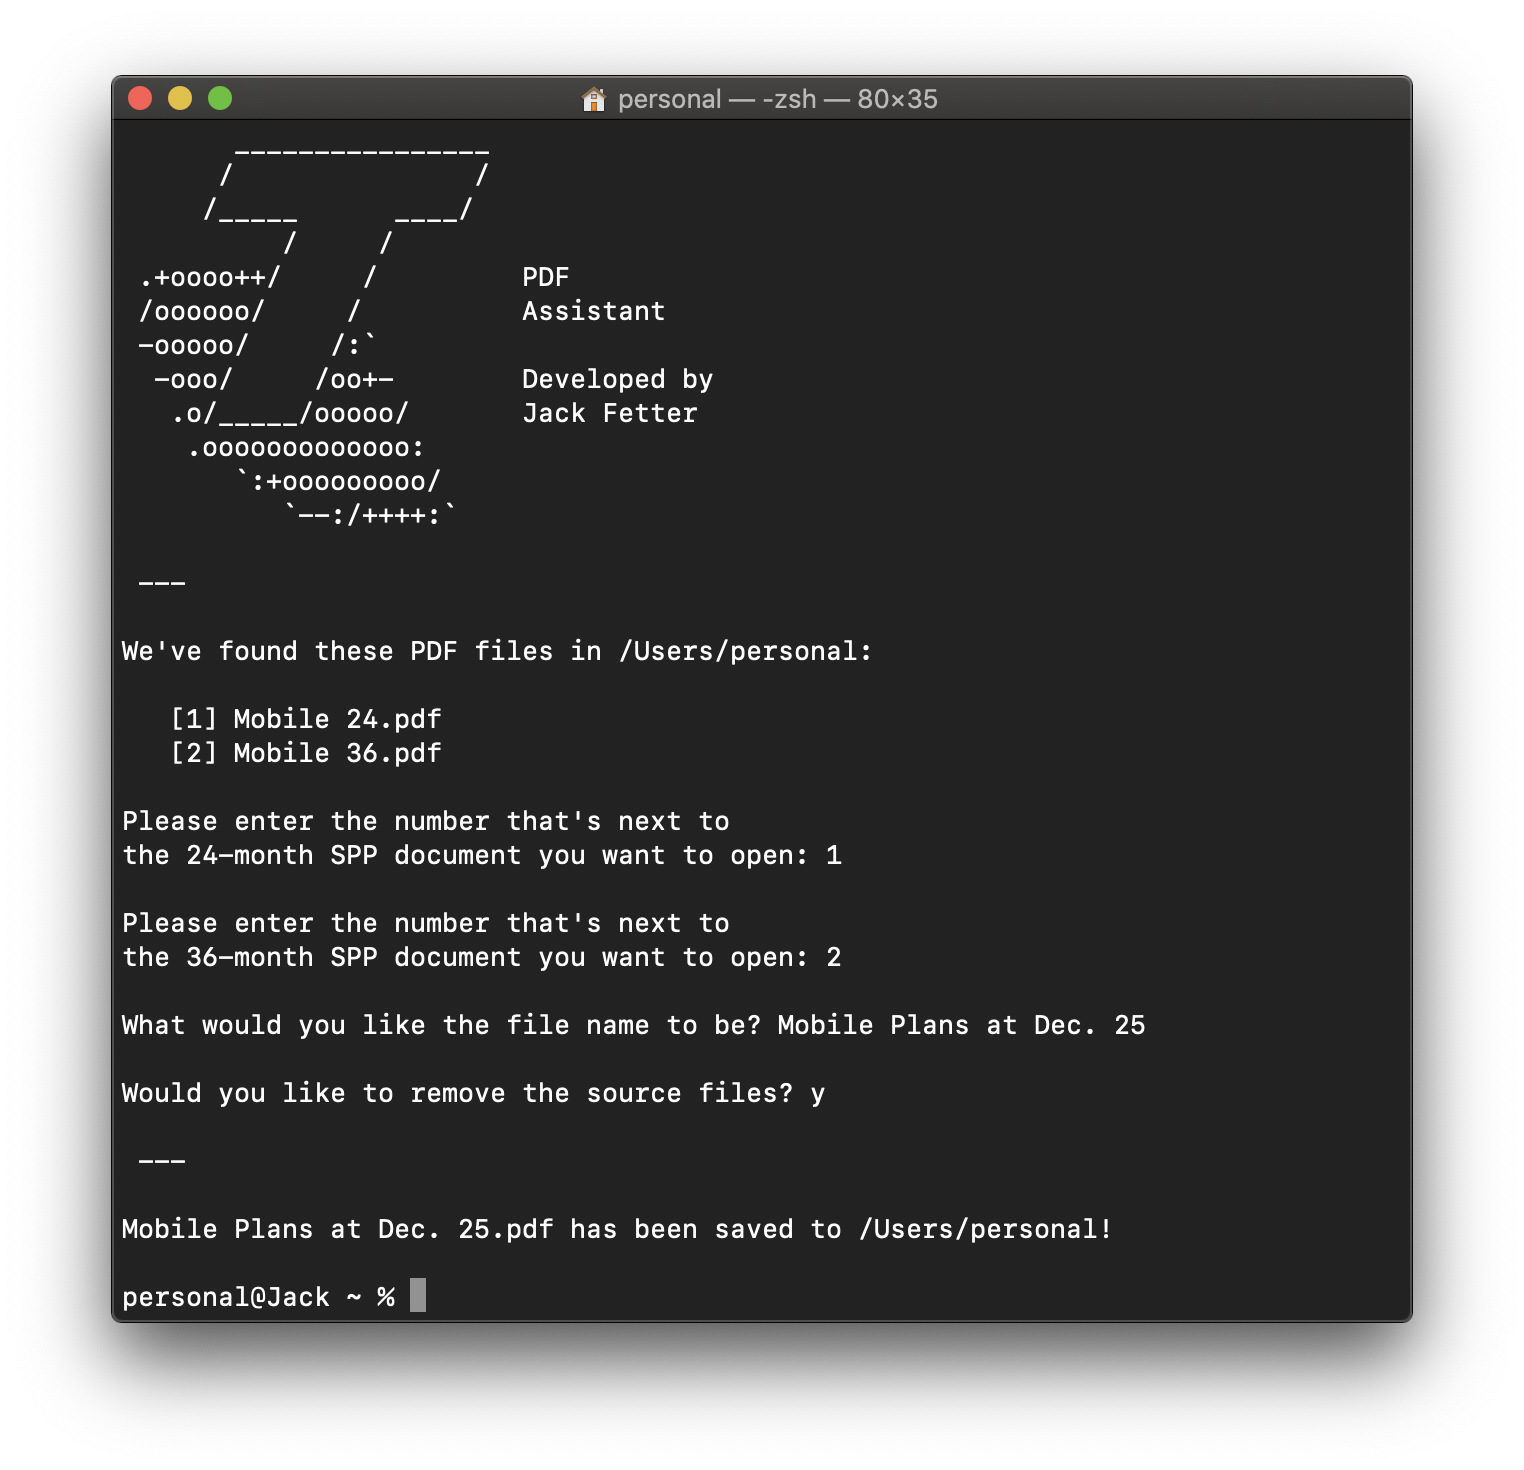 personal — -zsh — 80×35
       ________________
      /               /
     /_____      ____/
          /     /
 .+oooo++/     /         PDF
 /oooooo/     /          Assistant
 -ooooo/     /:`
  -ooo/     /oo+-        Developed by
   .o/_____/ooooo/       Jack Fetter
    .ooooooooooooo:
       `:+ooooooooo/
          `--:/++++:`
 ---
We've found these PDF files in /Users/personal:
   [1] Mobile 24.pdf
   [2] Mobile 36.pdf
Please enter the number that's next to
the 24-month SPP document you want to open: 1
Please enter the number that's next to
the 36-month SPP document you want to open: 2
What would you like the file name to be? Mobile Plans at Dec. 25
Would you like to remove the source files? y
 ---
Mobile Plans at Dec. 25.pdf has been saved to /Users/personal!
personal@Jack ~ %